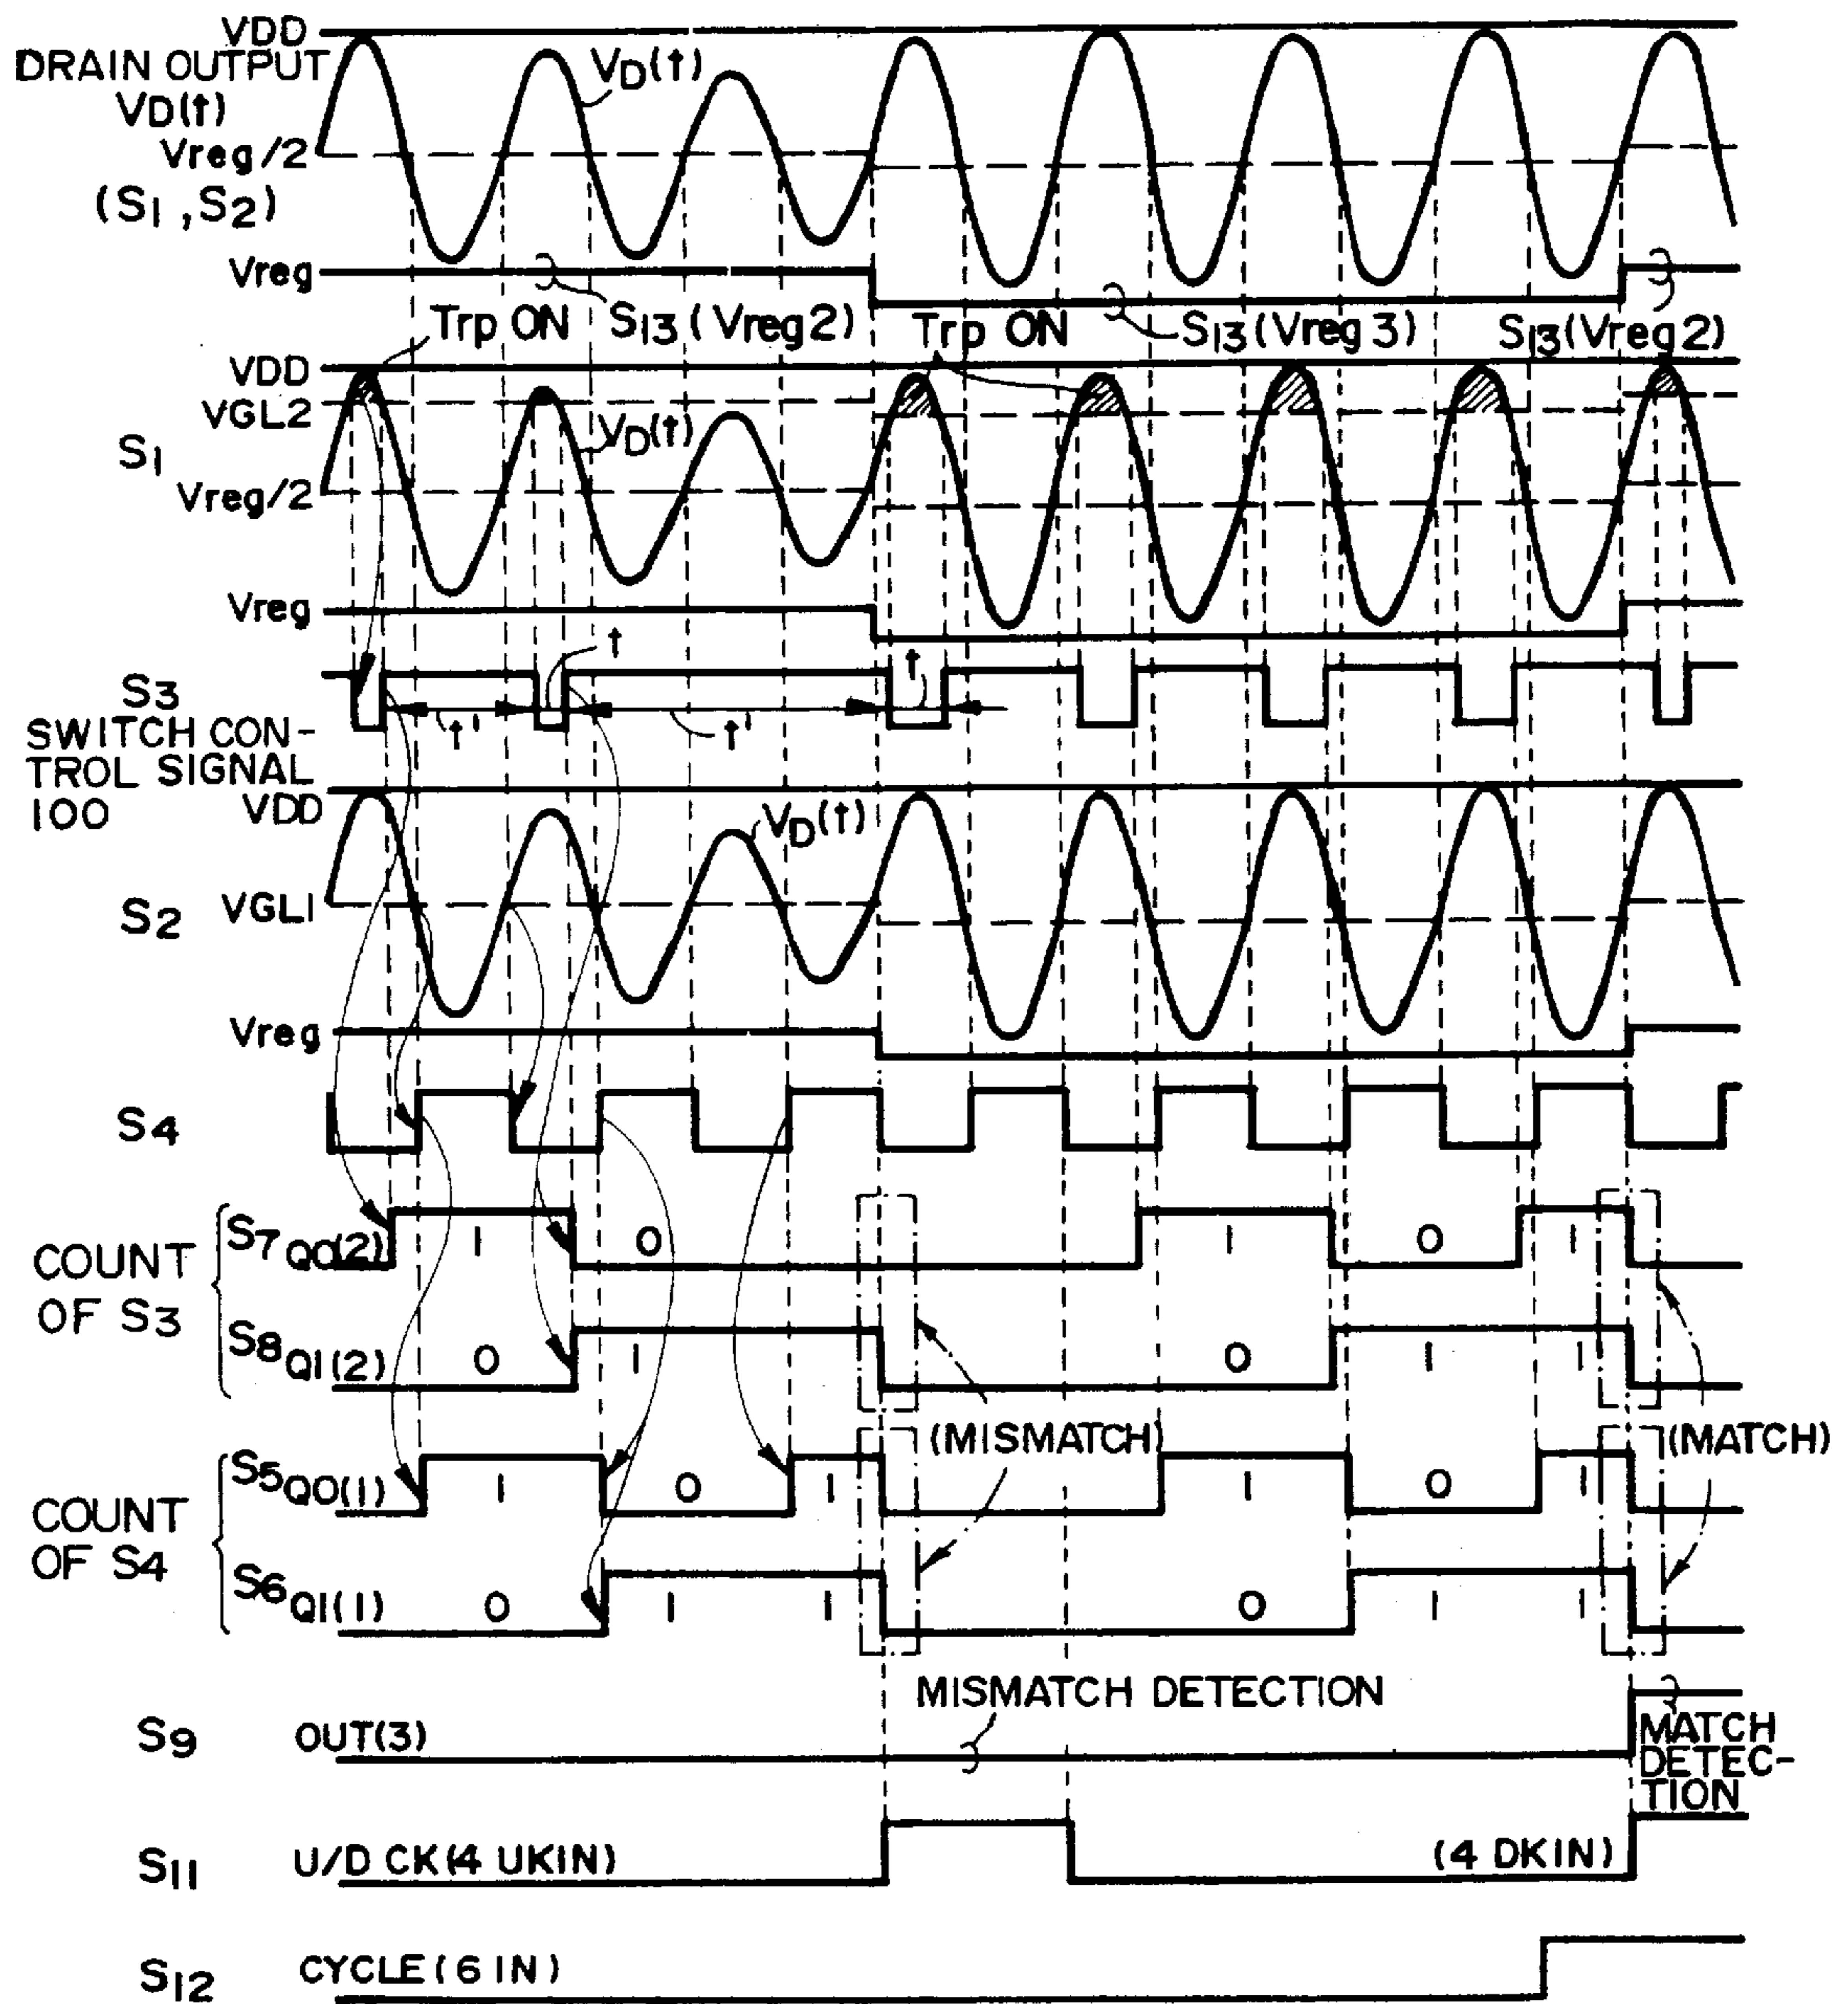 VDD
DRAIN OUTPUT
VD(t)
VD(t)
Vreg/2
(S1, S2)
Vreg
Trp ON
S13 (Vreg2)
Trp ON
S13(Vreg 3)
S13(Vreg2)
VDD
VGL2
S1
VD(t)
Vreg/2
Vreg
t
t
S3
SWITCH CON-
TROL SIGNAL
100
t'
t'
VDD
VD(t)
S2
VGL1
Vreg
S4
COUNT
OF S3
S7 Q0(2)
1
0
1
0
1
S8 Q1(2)
0
1
0
1
1
(MISMATCH)
(MATCH)
COUNT
OF S4
S5 Q0(1)
1
0
1
1
0
1
S6 Q1(1)
0
1
1
0
1
1
MISMATCH DETECTION
S9
OUT(3)
MATCH
DETEC-
TION
S11
U/D CK(4 UKIN)
(4 DKIN)
S12
CYCLE(6 IN)